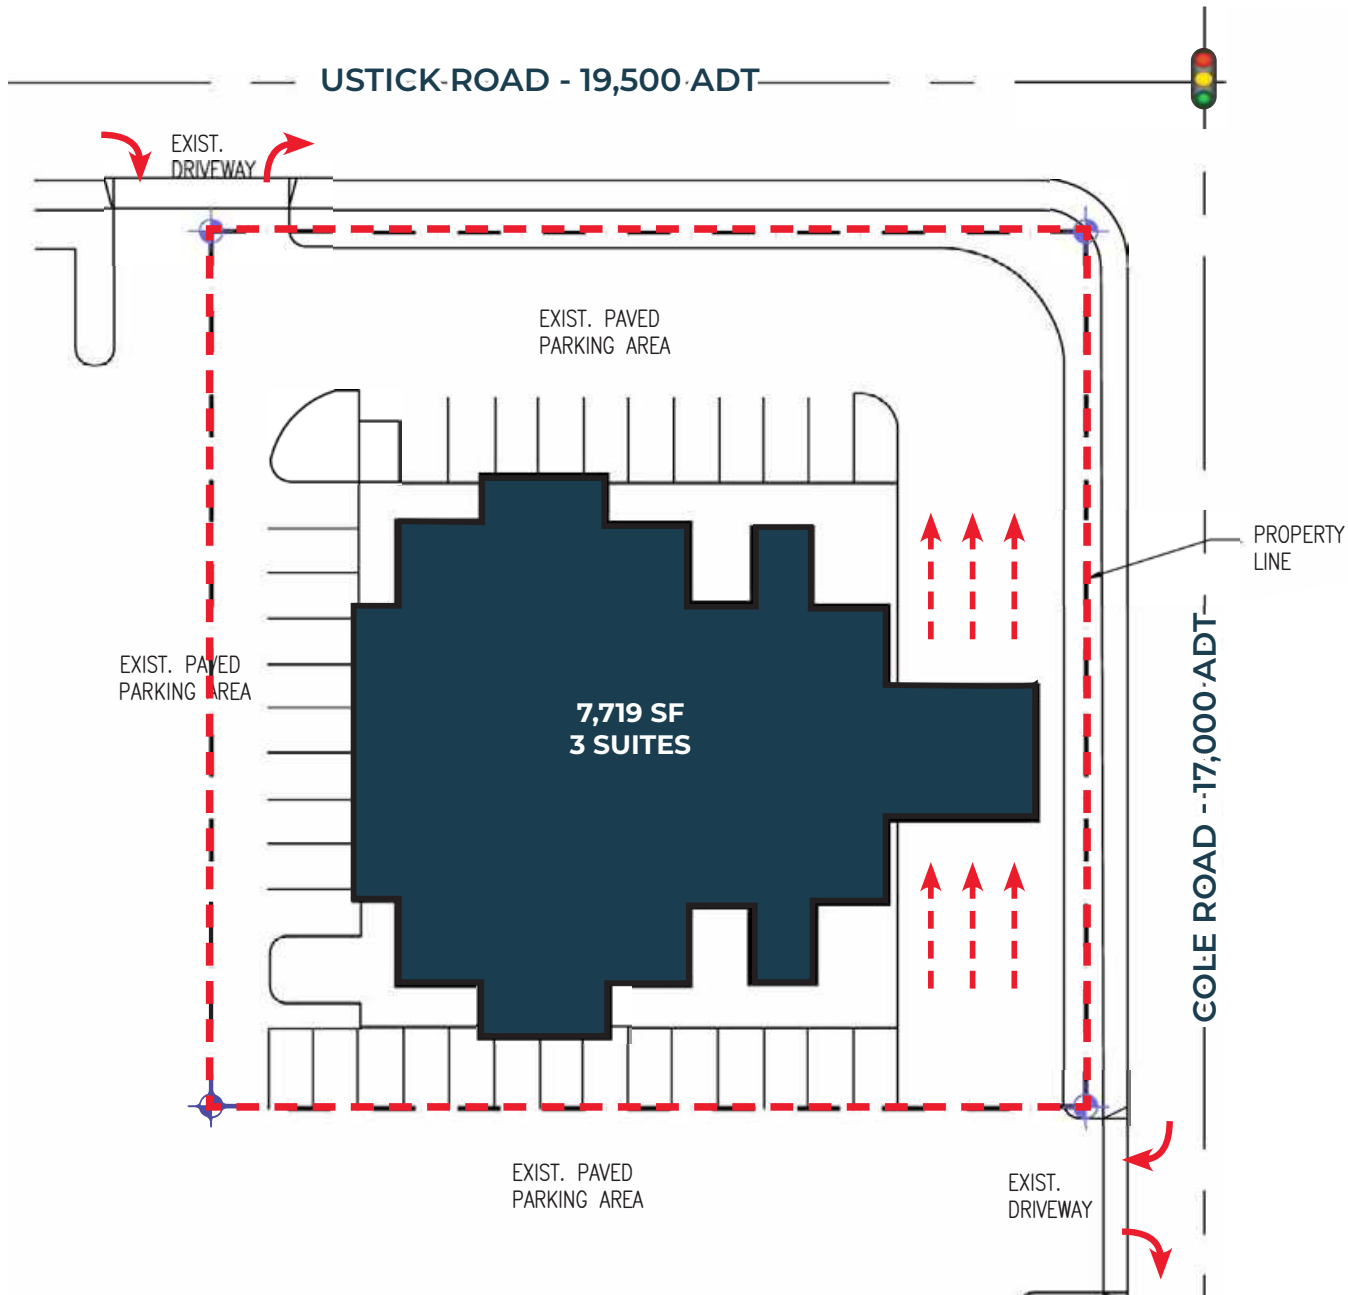 USTICK ROAD - 19,500 ADT
EXIST.
DRIVEWAY
EXIST. PAVED
PARKING AREA
PROPERTY
LINE
EXIST. PAVED
PARKING AREA
7,719 SF
3 SUITES
COLE ROAD - 17,000 ADT
EXIST. PAVED
PARKING AREA
EXIST.
DRIVEWAY